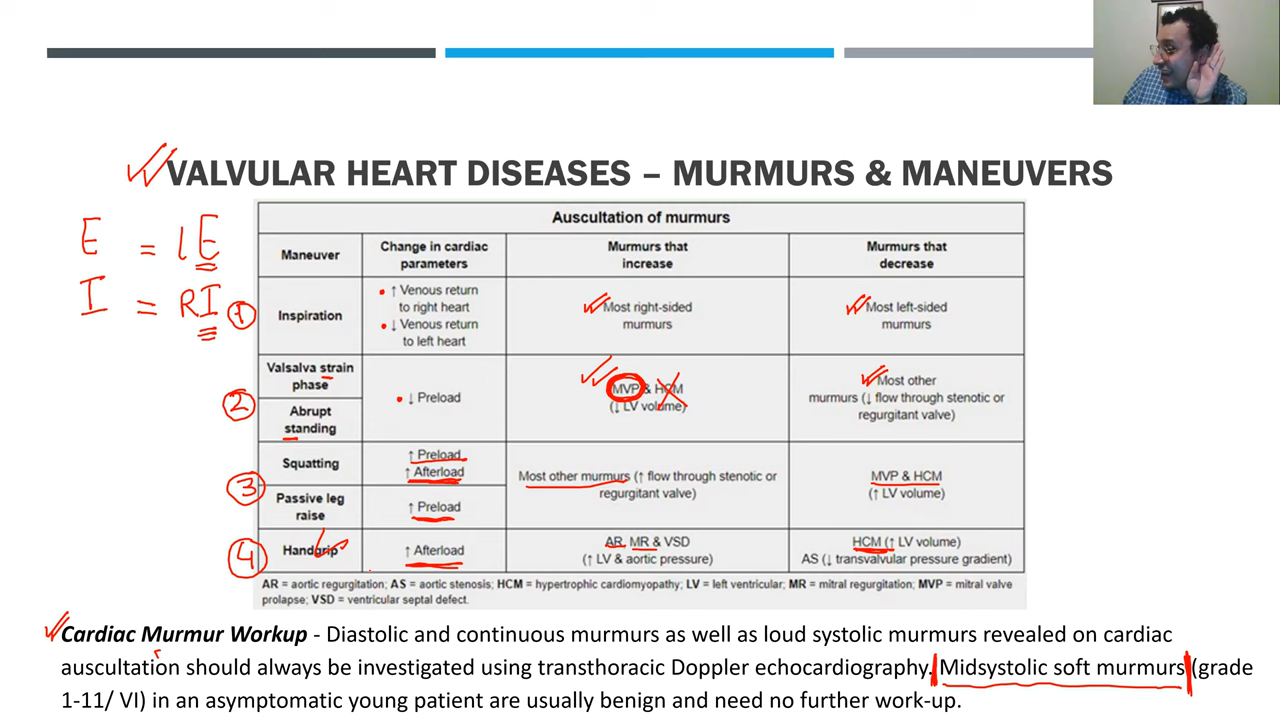 VALVULAR HEART DISEASES – MURMURS & MANEUVERS
E = lE
I = RI
Auscultation of murmurs
Maneuver
Change in cardiac
parameters
Murmurs that
increase
Murmurs that
decrease
1
Inspiration
↑ Venous return
to right heart
↓ Venous return
to left heart
Most right-sided
murmurs
Most left-sided
murmurs
2
Valsalva strain
phase
Abrupt
standing
↓ Preload
MVP & HCM
(↓ LV volume)
Most other
murmurs (↓ flow through stenotic or
regurgitant valve)
3
Squatting
↑ Preload
↑ Afterload
Passive leg
raise
↑ Preload
Most other murmurs (↑ flow through stenotic or
regurgitant valve)
MVP & HCM
(↑ LV volume)
4
Handgrip
↑ Afterload
AR, MR & VSD
(↑ LV & aortic pressure)
HCM (↑ LV volume)
AS (↓ transvalvular pressure gradient)
AR = aortic regurgitation; AS = aortic stenosis; HCM = hypertrophic cardiomyopathy; LV = left ventricular; MR = mitral regurgitation; MVP = mitral valve
prolapse; VSD = ventricular septal defect.
Cardiac Murmur Workup - Diastolic and continuous murmurs as well as loud systolic murmurs revealed on cardiac
auscultation should always be investigated using transthoracic Doppler echocardiography. Midsystolic soft murmurs (grade
1-11/ VI) in an asymptomatic young patient are usually benign and need no further work-up.